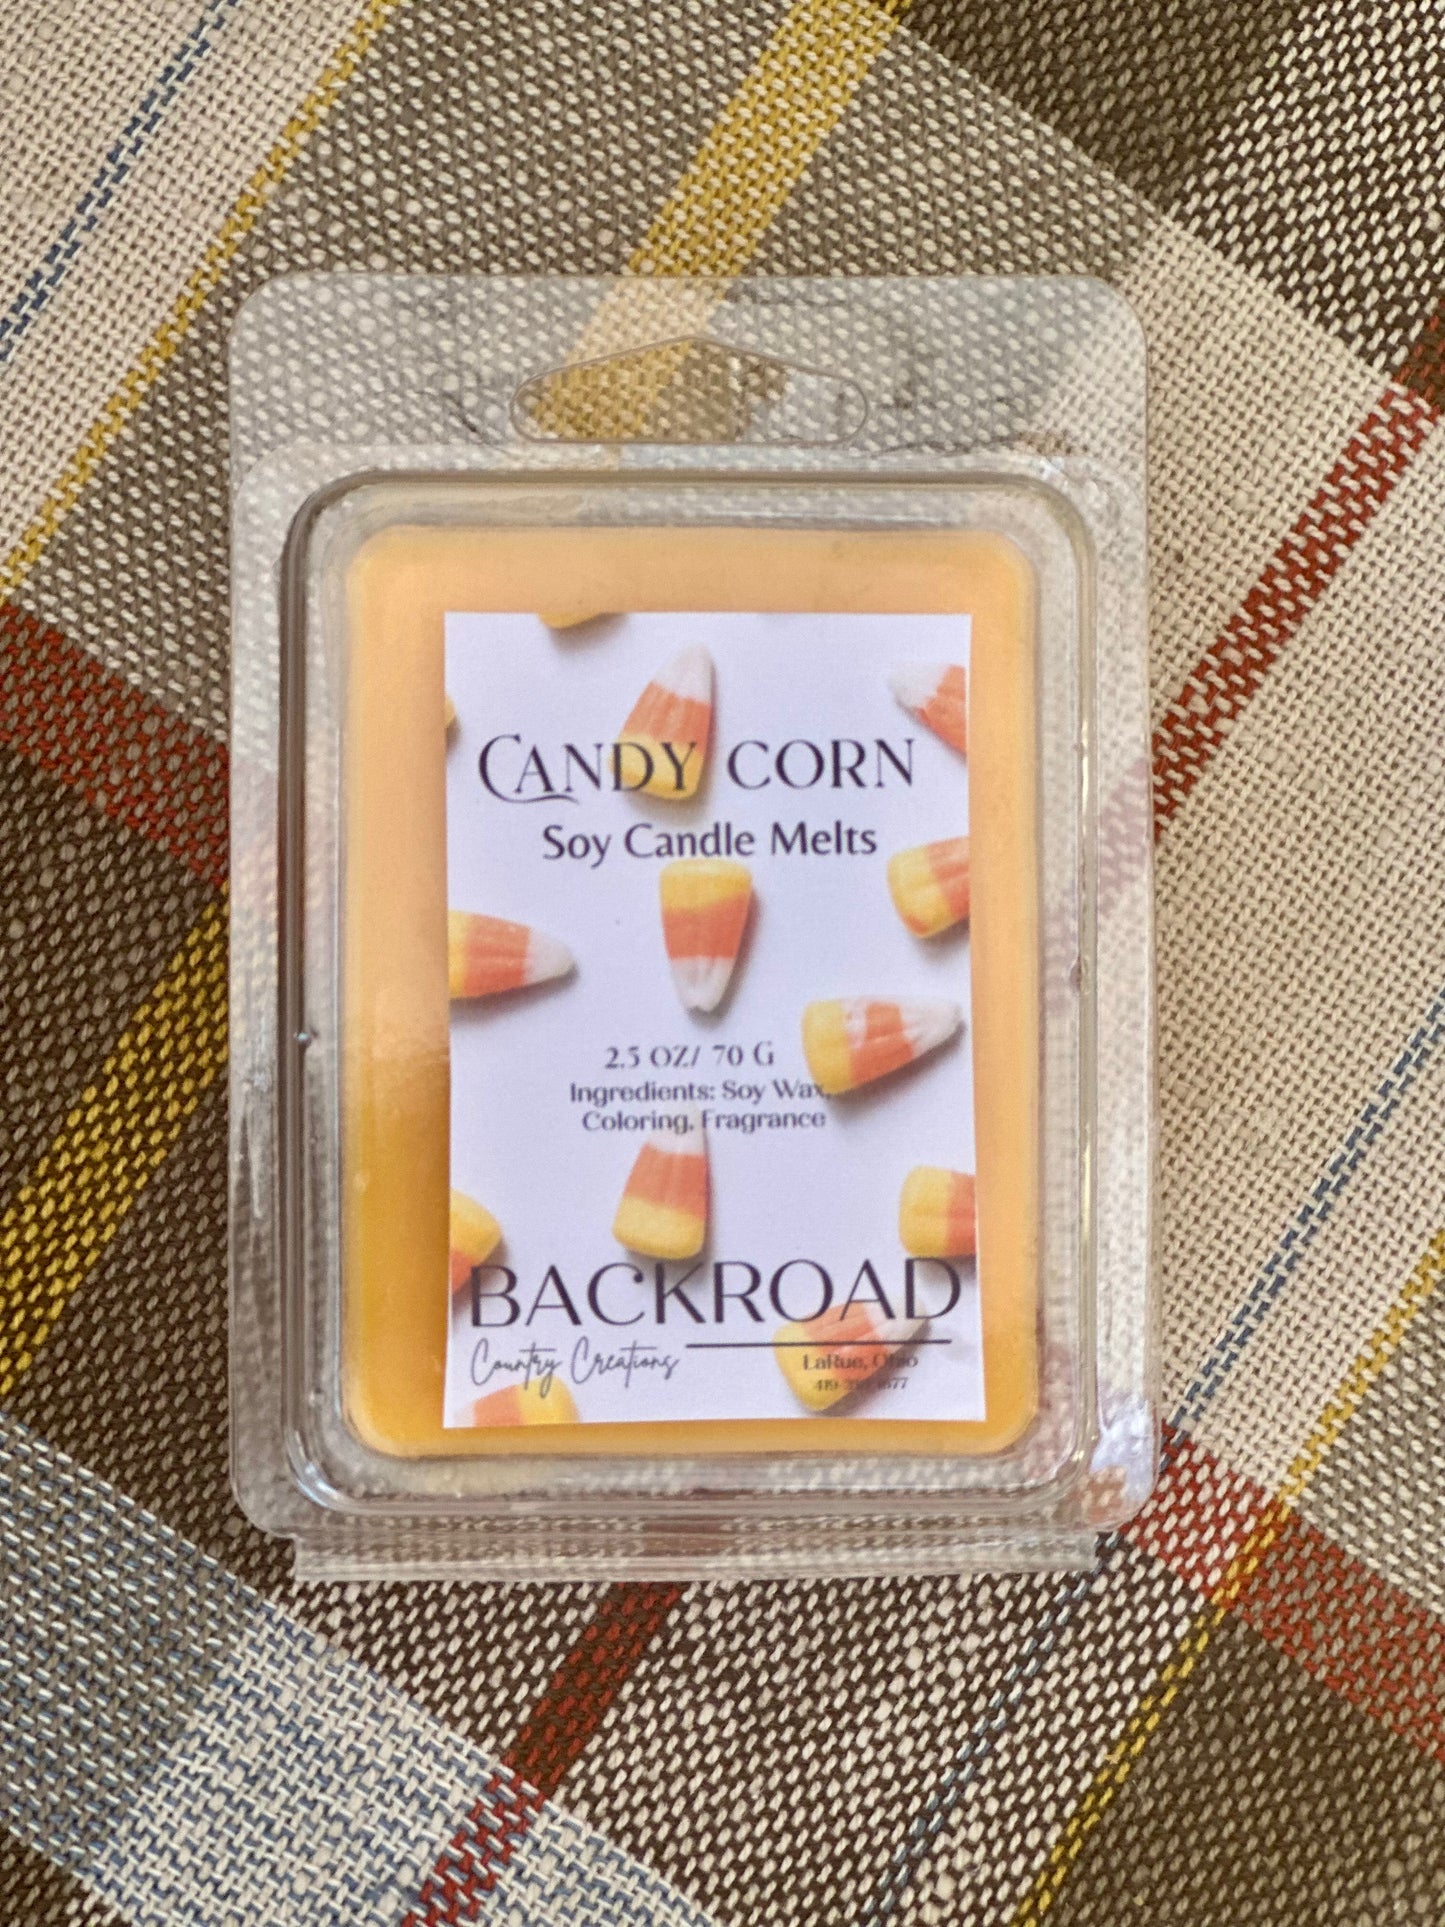 CANDY CORN
Soy Candle Melts
2.5 OZ/ 70 G
Ingredients: Soy Wax,
Coloring, Fragrance
BACKROAD
Country Creations
LaRue, Ohio